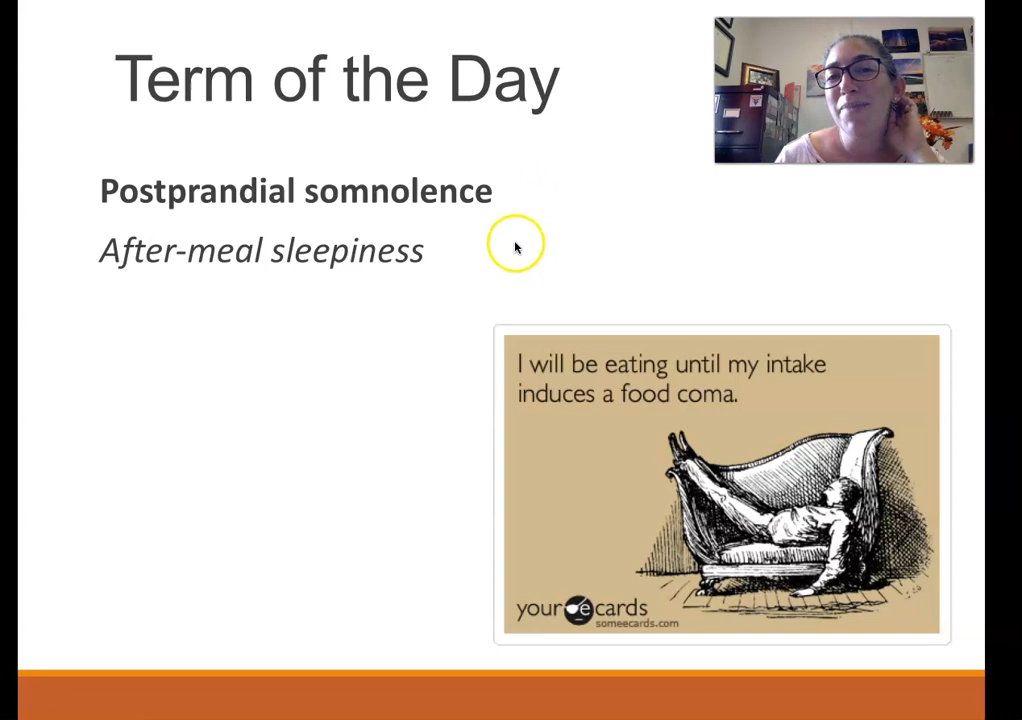 Term of the Day
Postprandial somnolence
After-meal sleepiness
I will be eating until my intake
induces a food coma.
your e cards
someecards.com